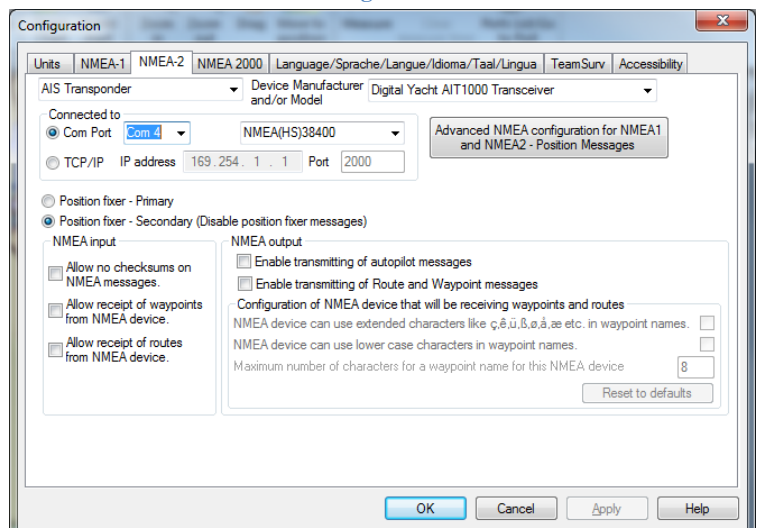 Configuration
Units NMEA-1 NMEA-2 NMEA 2000 Language/Sprache/Langue/Idioma/Taal/Lingua TeamSurv Accessibility
AIS Transponder Device Manufacturer and/or Model Digital Yacht AIT1000 Transceiver
Connected to
Com Port Com 4 NMEA(HS)38400
TCP/IP IP address 169 . 254 . 1 . 1 Port 2000
Advanced NMEA configuration for NMEA1
and NMEA2 - Position Messages
Position fixer - Primary
Position fixer - Secondary (Disable position fixer messages)
NMEA input
Allow no checksums on
NMEA messages.
Allow receipt of waypoints
from NMEA device.
Allow receipt of routes
from NMEA device.
NMEA output
Enable transmitting of autopilot messages
Enable transmitting of Route and Waypoint messages
Configuration of NMEA device that will be receiving waypoints and routes
NMEA device can use extended characters like ç,ê,ü,ß,ø,å,æ etc. in waypoint names.
NMEA device can use lower case characters in waypoint names.
Maximum number of characters for a waypoint name for this NMEA device 8
Reset to defaults
OK Cancel Apply Help